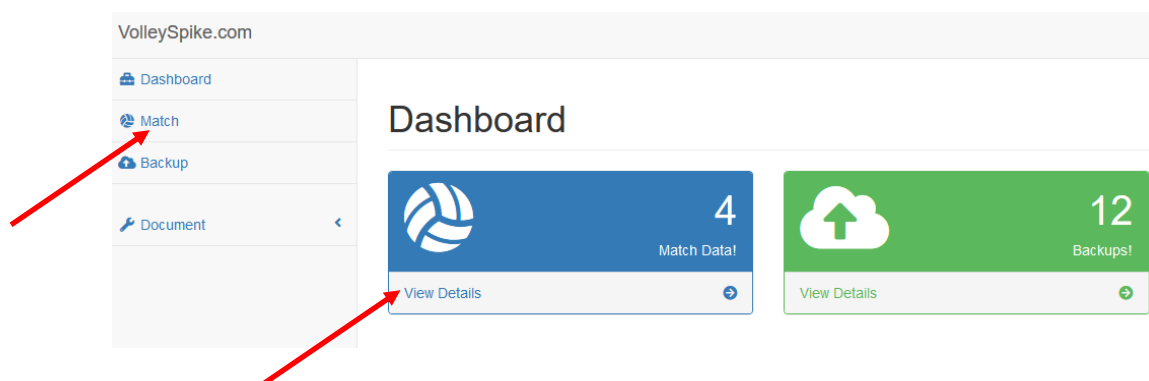 VolleySpike.com
Dashboard
Match
Backup
Document
Dashboard
4
Match Data!
View Details
12
Backups!
View Details